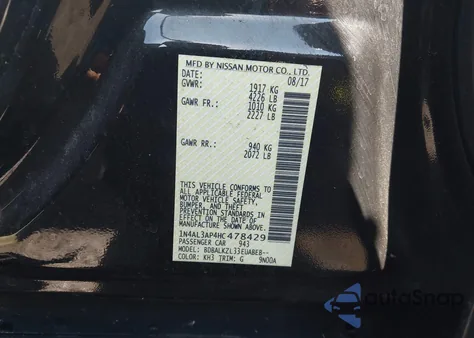 MFD BY NISSAN MOTOR CO., LTD.
DATE: 08/17
GVWR: 1917 KG
4226 LB
GAWR FR.: 1010 KG
2227 LB
GAWR RR.: 940 KG
2072 LB
THIS VEHICLE CONFORMS TO ALL
APPLICABLE FEDERAL SAFETY,
MOTOR VEHICLE SAFETY,
BUMPER, AND THEFT
PREVENTION STANDARDS
IN EFFECT ON THE DATE OF
MANUFACTURE SHOWN ABOVE.
1N4AL3AP4HC478429
PASSENGER CAR 943
MODEL: BDBALKZL33EUABEB--
COLOR: KH3 TRIM: G 9N00A
AutoSnap